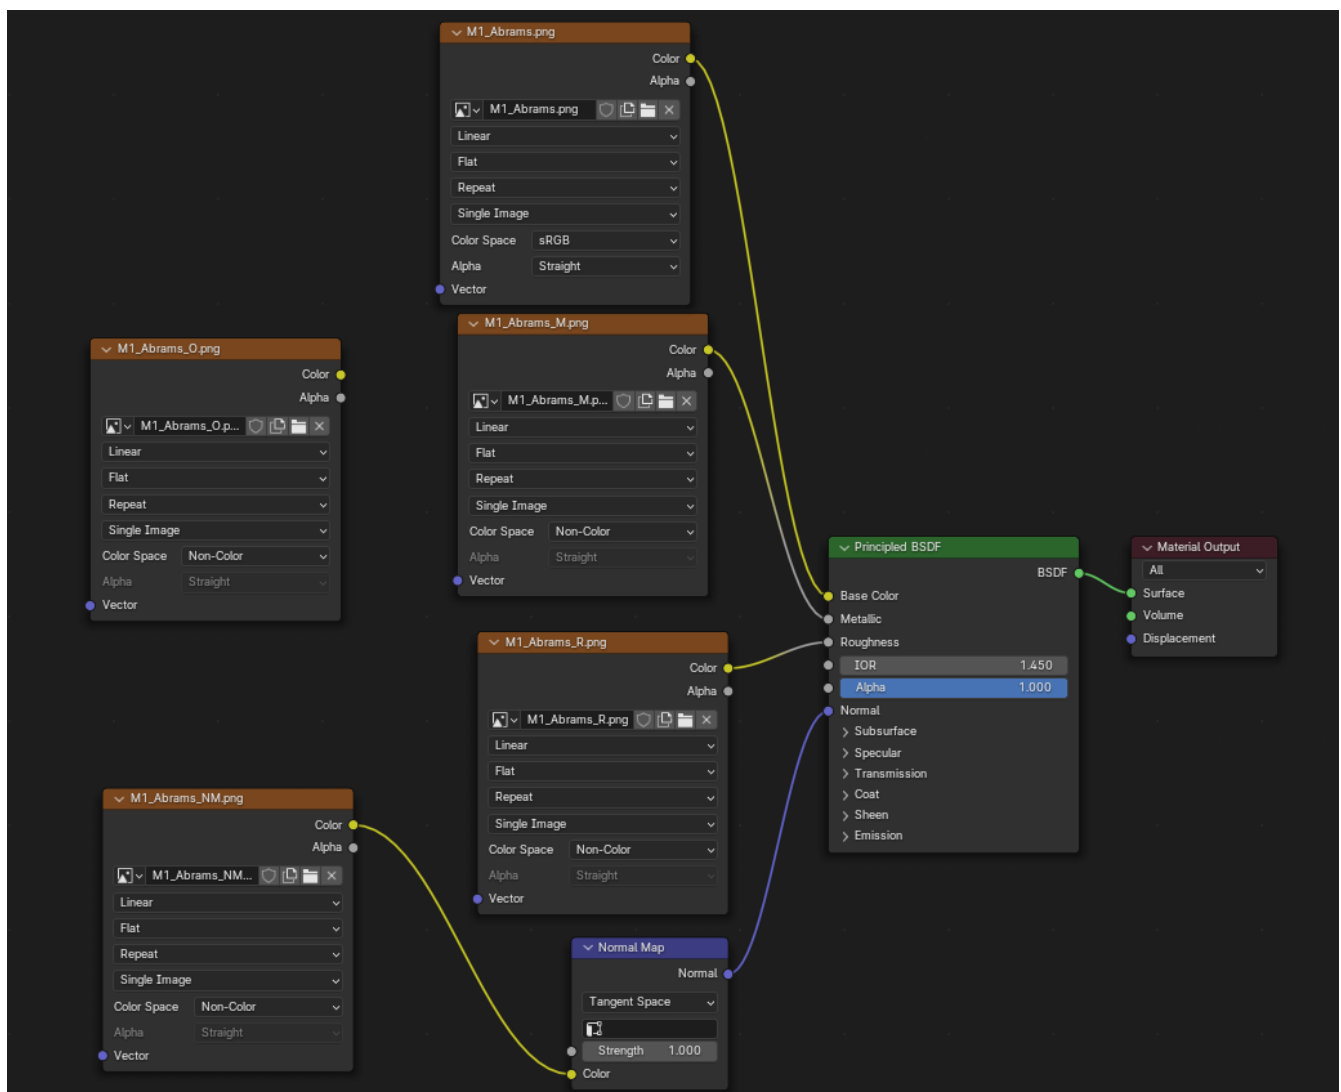 M1_Abrams.png
Color
Alpha
M1_Abrams.png
Linear
Flat
Repeat
Single Image
Color Space sRGB
Alpha Straight
Vector
M1_Abrams_O.png
Color
Alpha
M1_Abrams_O.p...
Linear
Flat
Repeat
Single Image
Color Space Non-Color
Alpha Straight
Vector
M1_Abrams_M.png
Color
Alpha
M1_Abrams_M.p...
Linear
Flat
Repeat
Single Image
Color Space Non-Color
Alpha Straight
Vector
M1_Abrams_R.png
Color
Alpha
M1_Abrams_R.png
Linear
Flat
Repeat
Single Image
Color Space Non-Color
Alpha Straight
Vector
M1_Abrams_NM.png
Color
Alpha
M1_Abrams_NM...
Linear
Flat
Repeat
Single Image
Color Space Non-Color
Alpha Straight
Vector
Normal Map
Normal
Tangent Space
Strength 1.000
Color
Principled BSDF
BSDF
Base Color
Metallic
Roughness
IOR 1.450
Alpha 1.000
Normal
Subsurface
Specular
Transmission
Coat
Sheen
Emission
Material Output
All
Surface
Volume
Displacement